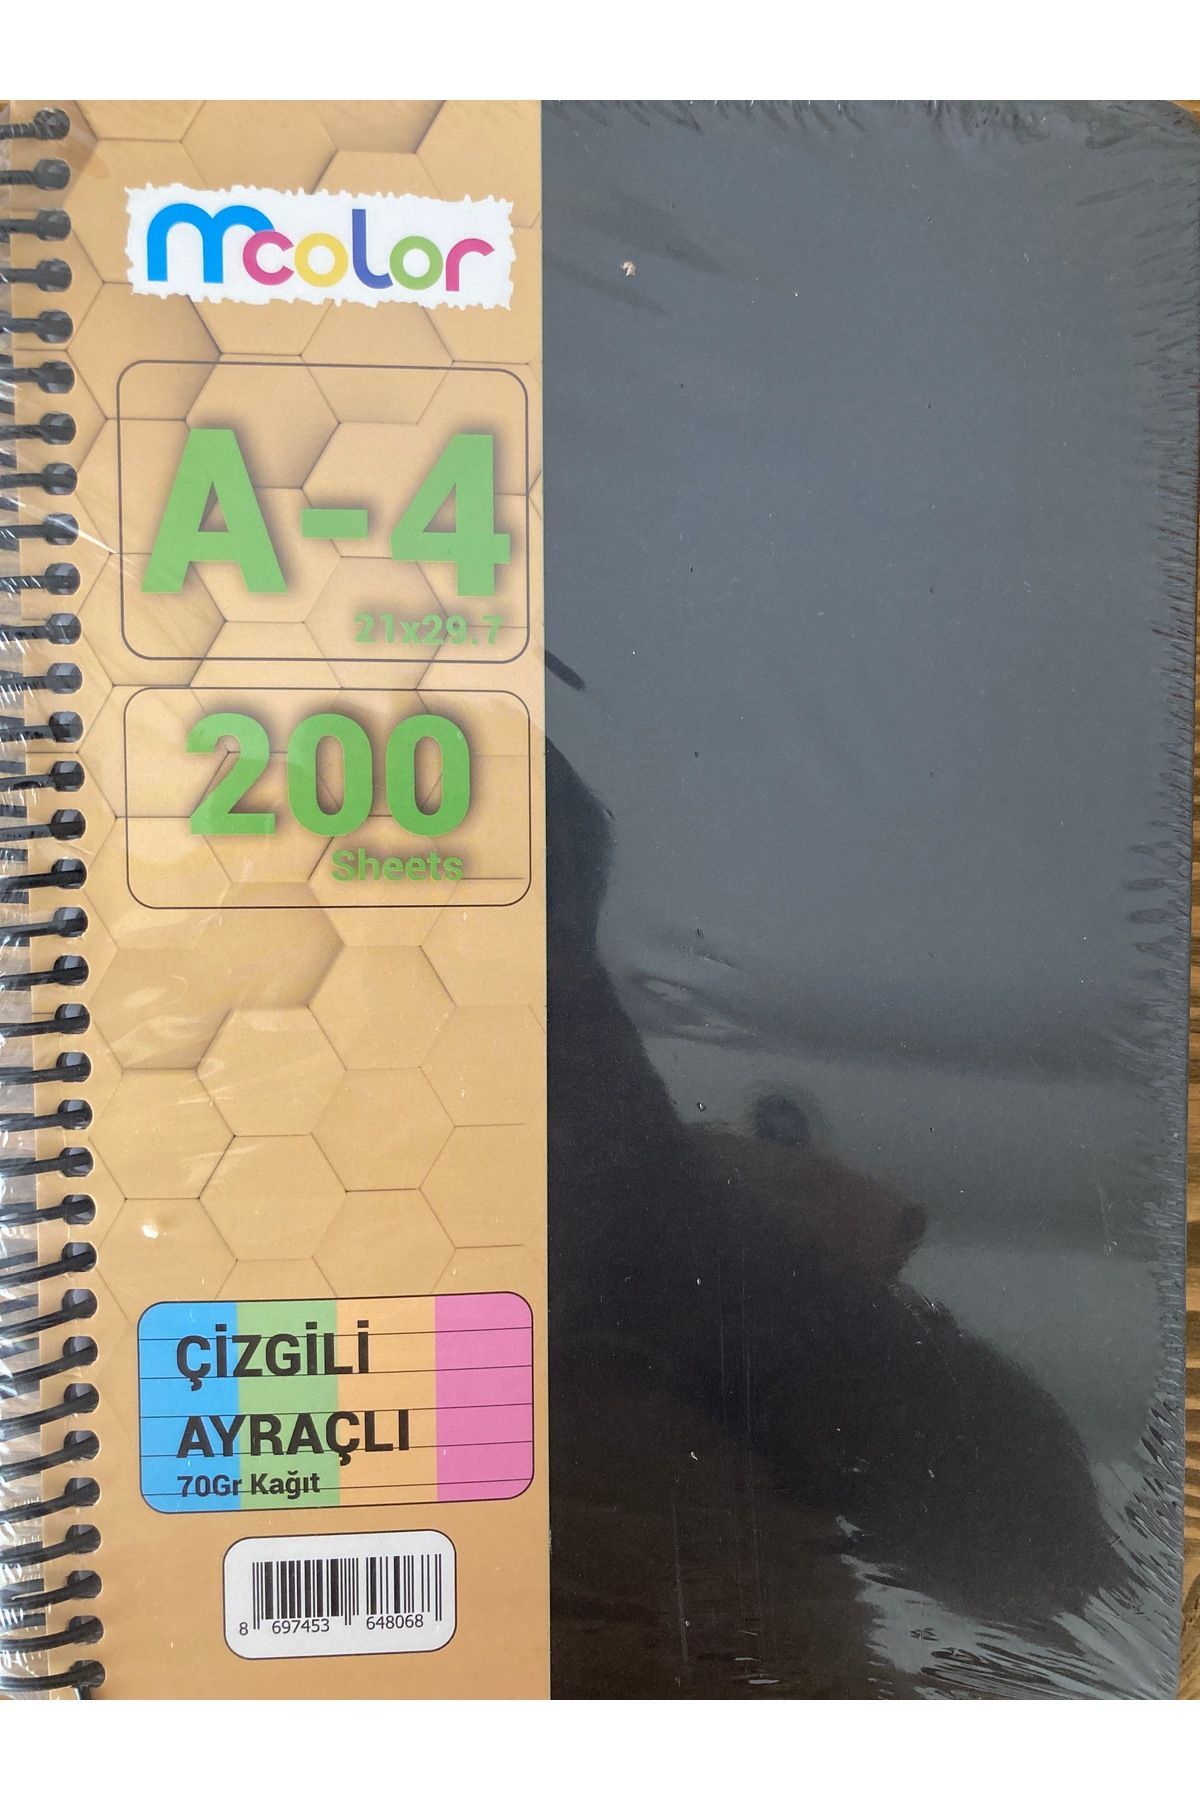 mcolor
A-4
21x29.7
200
Sheets
ÇİZGİLİ
AYRAÇLI
70Gr Kağıt
8 697453 648068